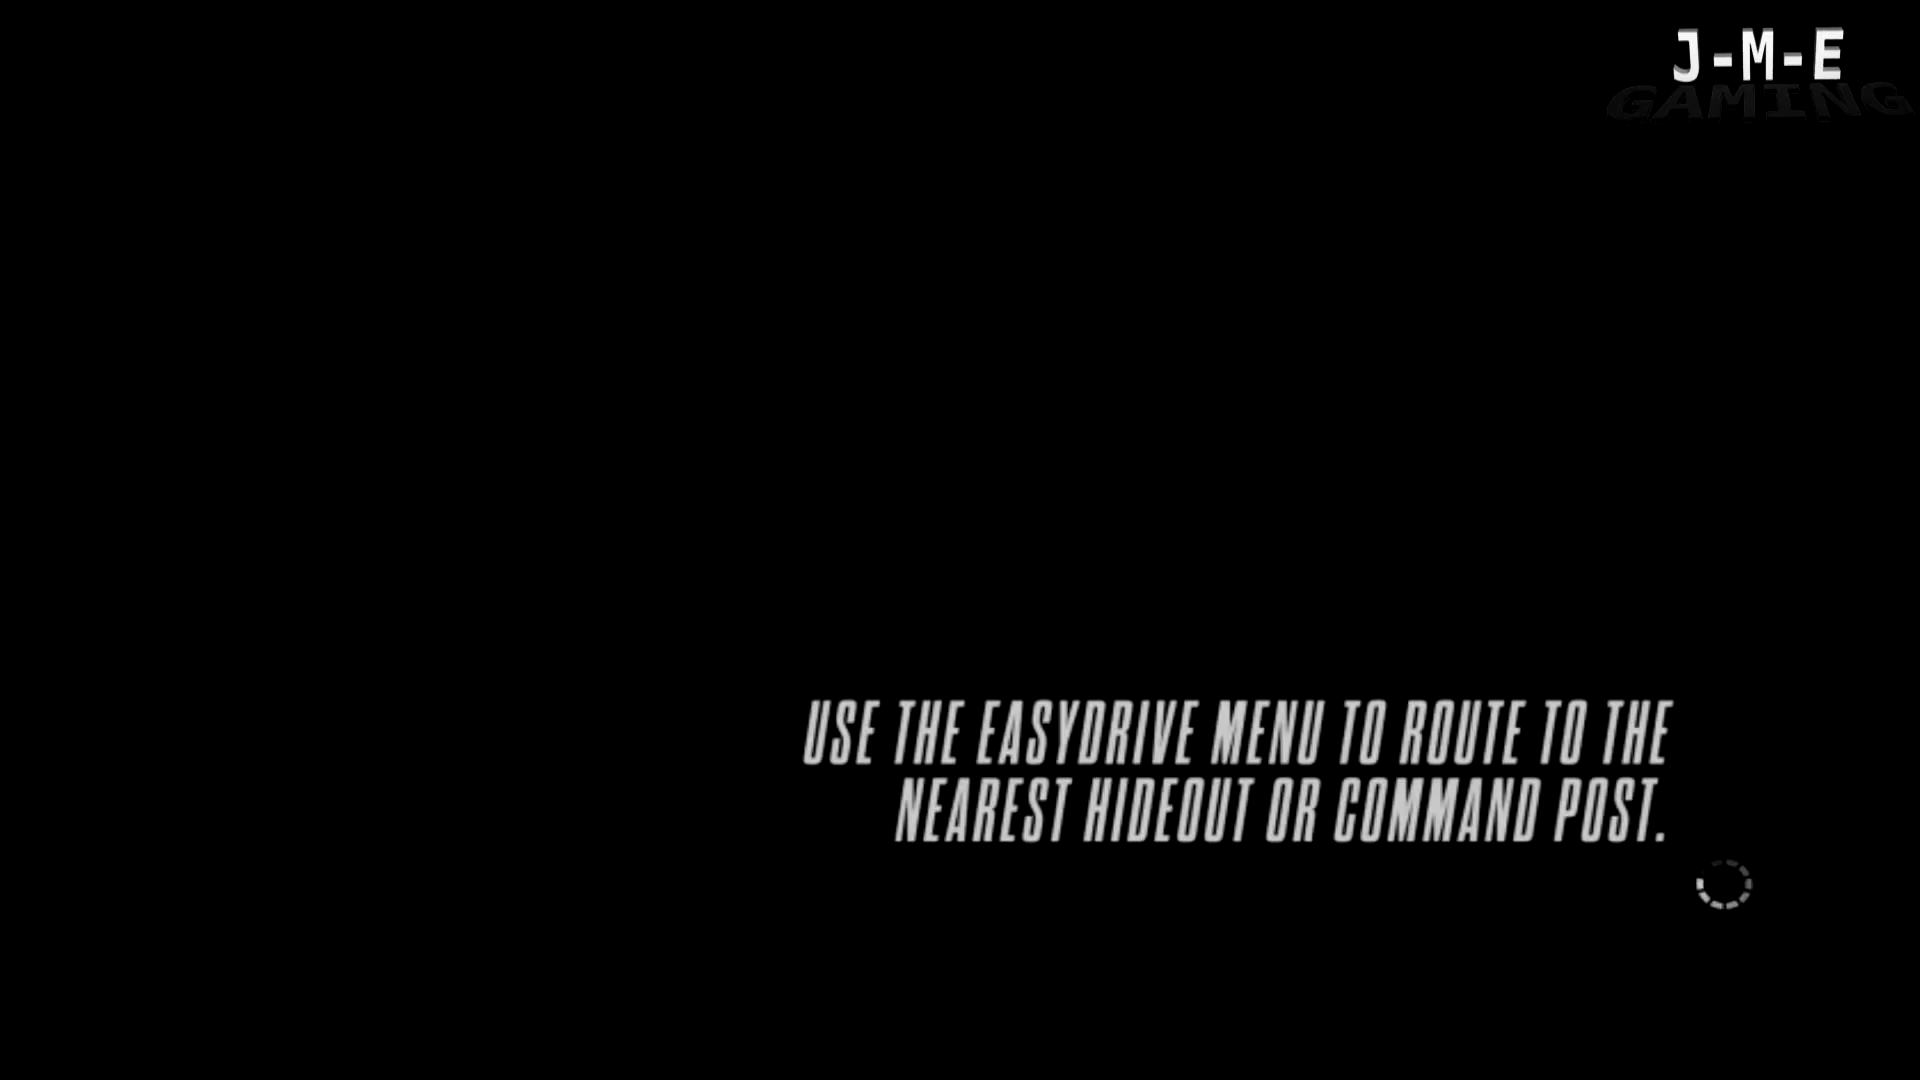 J-M-E
GAMING
USE THE EASYDRIVE MENU TO ROUTE TO THE
NEAREST HIDEOUT OR COMMAND POST.